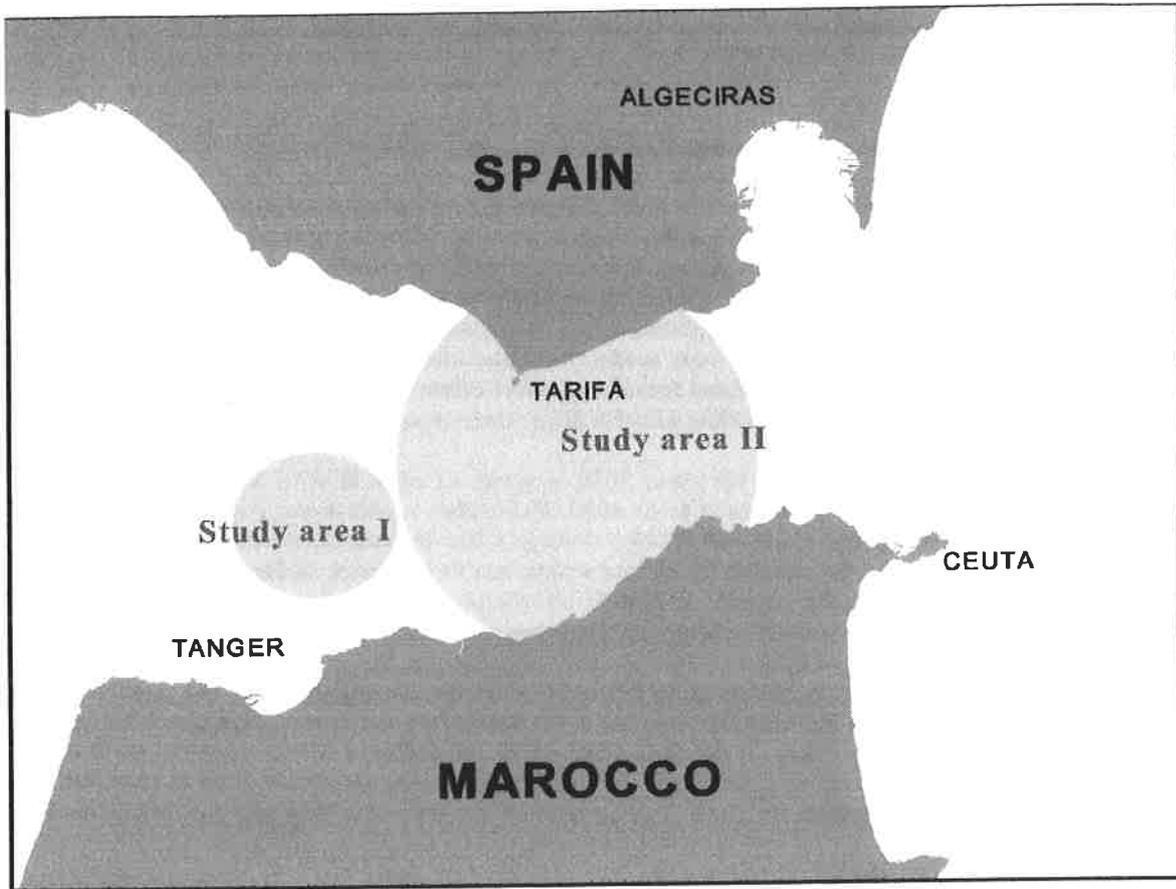 ALGECIRAS
SPAIN
TARIFA
Study area II
Study area I
CEUTA
TANGER
MAROCCO